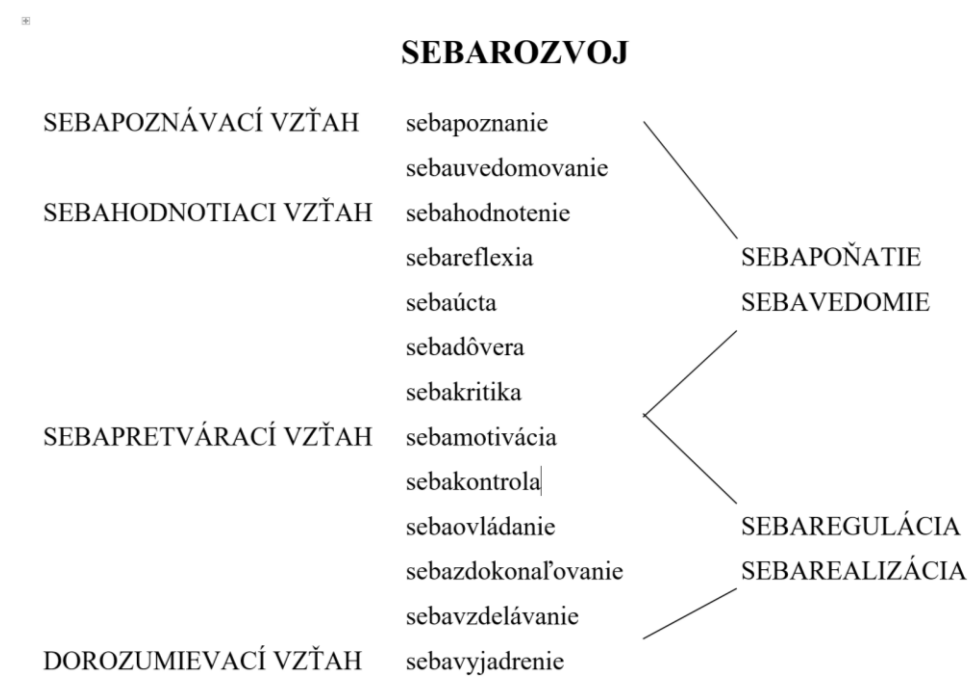 SEBAROZVOJ
SEBAPOZNÁVACÍ VZŤAH sebapoznanie
sebauvedomovanie
SEBAHODNOTIACI VZŤAH sebahodnotenie
sebareflexia SEBAPOŇATIE
sebaúcta SEBAVEDOMIE
sebadôvera
sebakritika
SEBAPRETVÁRACÍ VZŤAH sebamotivácia
sebakontrola
sebaovládanie SEBAREGULÁCIA
sebazdokonaľovanie SEBAREALIZÁCIA
sebavzdelávanie
DOROZUMIEVACÍ VZŤAH sebavyjadrenie